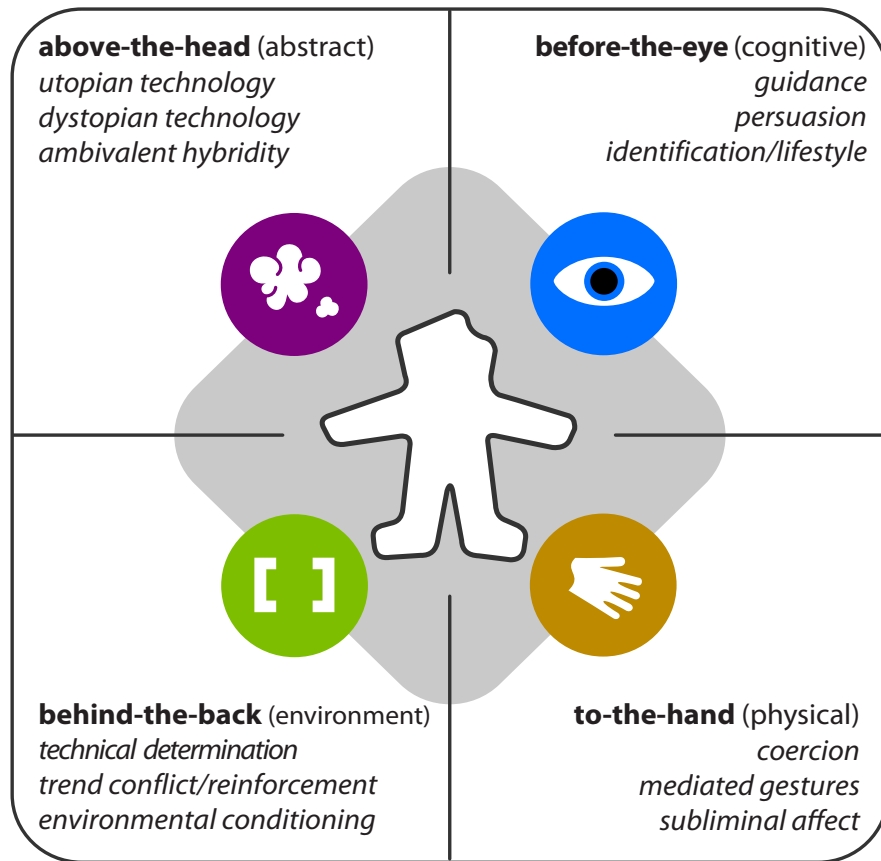 above-the-head (abstract)
utopian technology
dystopian technology
ambivalent hybridity
before-the-eye (cognitive)
guidance
persuasion
identification/lifestyle
[ ]
behind-the-back (environment)
technical determination
trend conflict/reinforcement
environmental conditioning
to-the-hand (physical)
coercion
mediated gestures
subliminal affect